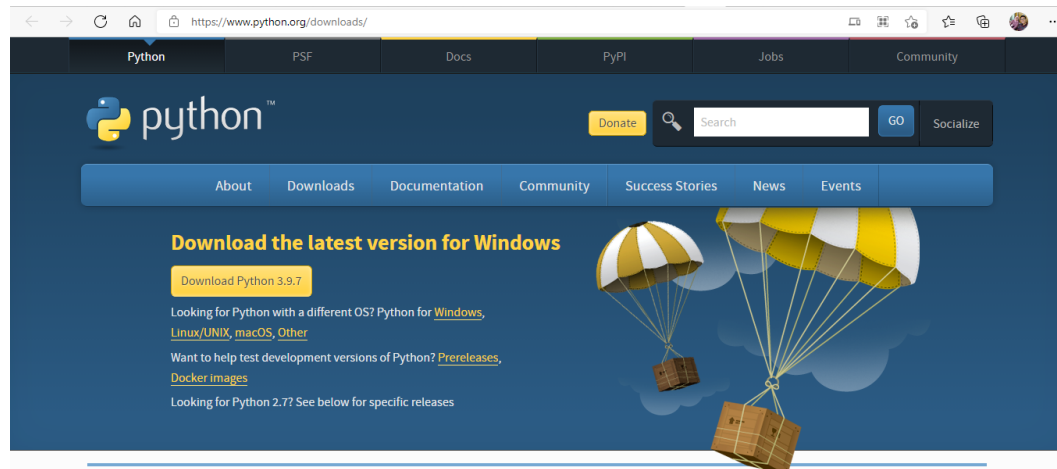 https://www.python.org/downloads/
Python PSF Docs PyPI Jobs Community
python™
Donate Search GO Socialize
About Downloads Documentation Community Success Stories News Events
Download the latest version for Windows
Download Python 3.9.7
Looking for Python with a different OS? Python for Windows,
Linux/UNIX, macOS, Other
Want to help test development versions of Python? Prereleases,
Docker images
Looking for Python 2.7? See below for specific releases